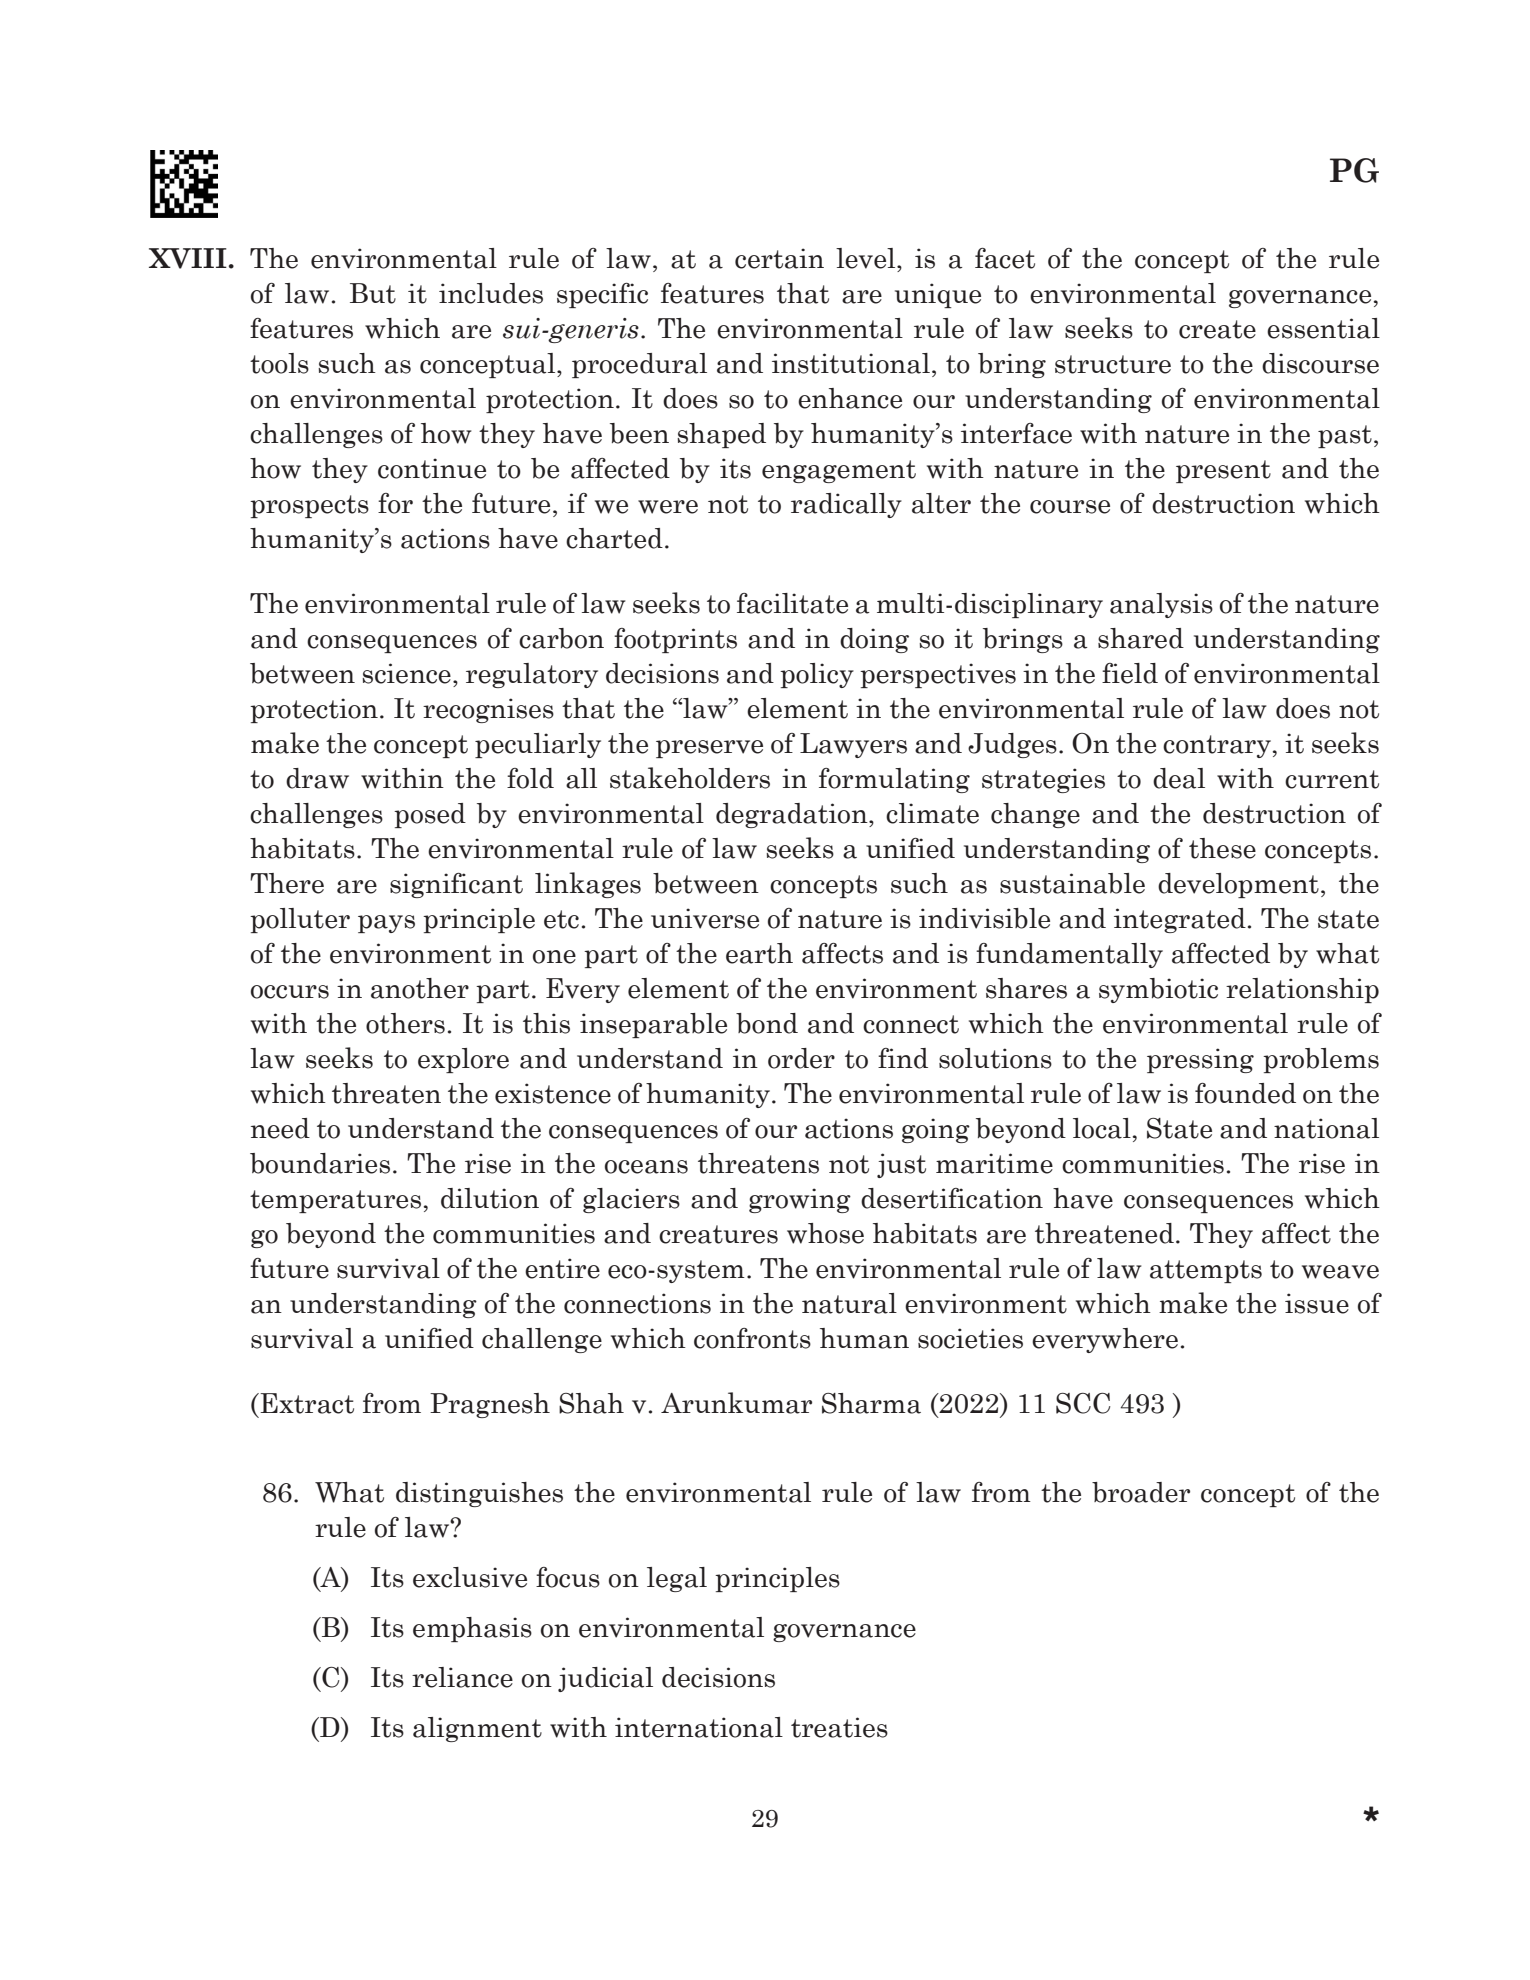 PG
XVIII. The environmental rule of law, at a certain level, is a facet of the concept of the rule
of law. But it includes specific features that are unique to environmental governance,
features which are sui-generis. The environmental rule of law seeks to create essential
tools such as conceptual, procedural and institutional, to bring structure to the discourse
on environmental protection. It does so to enhance our understanding of environmental
challenges of how they have been shaped by humanity’s interface with nature in the past,
how they continue to be affected by its engagement with nature in the present and the
prospects for the future, if we were not to radically alter the course of destruction which
humanity’s actions have charted.
The environmental rule of law seeks to facilitate a multi-disciplinary analysis of the nature
and consequences of carbon footprints and in doing so it brings a shared understanding
between science, regulatory decisions and policy perspectives in the field of environmental
protection. It recognises that the “law” element in the environmental rule of law does not
make the concept peculiarly the preserve of Lawyers and Judges. On the contrary, it seeks
to draw within the fold all stakeholders in formulating strategies to deal with current
challenges posed by environmental degradation, climate change and the destruction of
habitats. The environmental rule of law seeks a unified understanding of these concepts.
There are significant linkages between concepts such as sustainable development, the
polluter pays principle etc. The universe of nature is indivisible and integrated. The state
of the environment in one part of the earth affects and is fundamentally affected by what
occurs in another part. Every element of the environment shares a symbiotic relationship
with the others. It is this inseparable bond and connect which the environmental rule of
law seeks to explore and understand in order to find solutions to the pressing problems
which threaten the existence of humanity. The environmental rule of law is founded on the
need to understand the consequences of our actions going beyond local, State and national
boundaries. The rise in the oceans threatens not just maritime communities. The rise in
temperatures, dilution of glaciers and growing desertification have consequences which
go beyond the communities and creatures whose habitats are threatened. They affect the
future survival of the entire eco-system. The environmental rule of law attempts to weave
an understanding of the connections in the natural environment which make the issue of
survival a unified challenge which confronts human societies everywhere.
(Extract from Pragnesh Shah v. Arunkumar Sharma (2022) 11 SCC 493 )
86. What distinguishes the environmental rule of law from the broader concept of the
rule of law?
(A) Its exclusive focus on legal principles
(B) Its emphasis on environmental governance
(C) Its reliance on judicial decisions
(D) Its alignment with international treaties
29 *